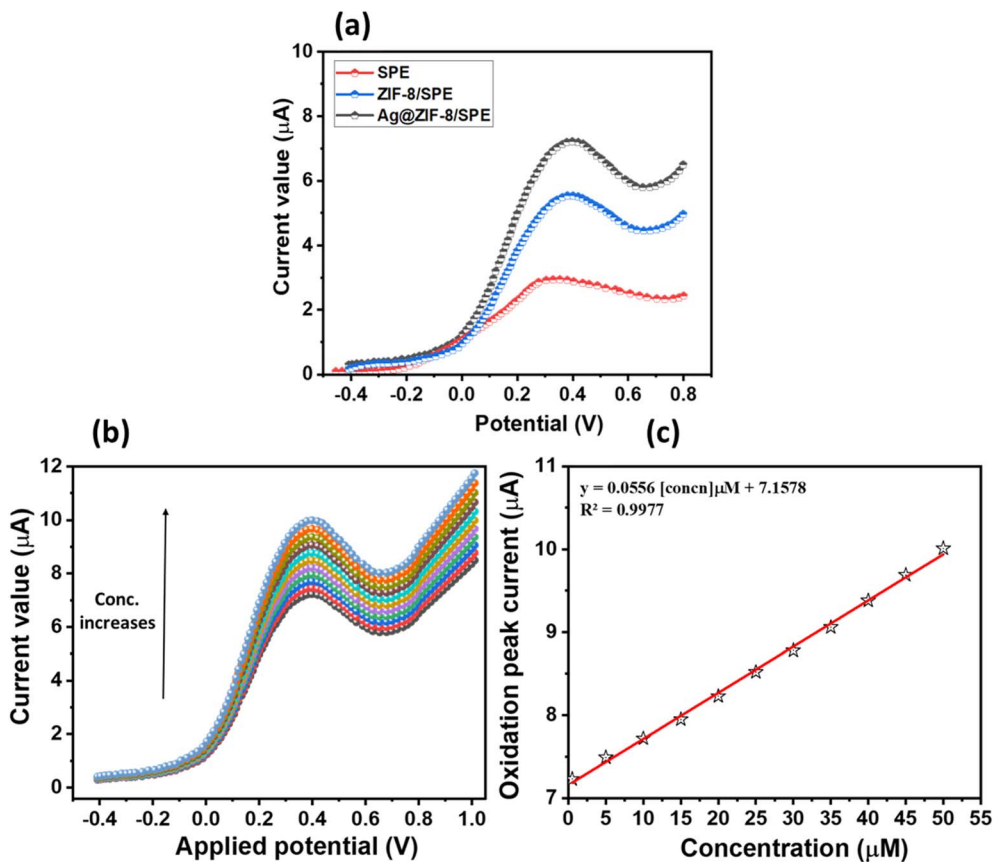 (a)
10
8
6
4
2
0
Current value (μA)
SPE
ZIF-8/SPE
Ag@ZIF-8/SPE
-0.4 -0.2 0.0 0.2 0.4 0.6 0.8
Potential (V)
(b)
12
10
8
6
4
2
0
Current value (μA)
Conc.
increases
-0.4 -0.2 0.0 0.2 0.4 0.6 0.8 1.0
Applied potential (V)
(c)
11
10
9
8
7
Oxidation peak current (μA)
y = 0.0556 [concn]μM + 7.1578
R² = 0.9977
0 5 10 15 20 25 30 35 40 45 50 55
Concentration (μM)